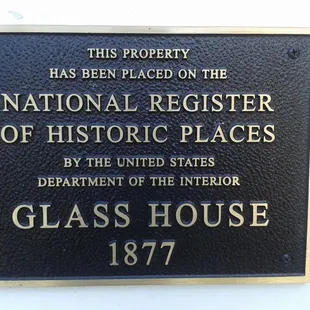 THIS PROPERTY
HAS BEEN PLACED ON THE
NATIONAL REGISTER
OF HISTORIC PLACES
BY THE UNITED STATES
DEPARTMENT OF THE INTERIOR
GLASS HOUSE
1877